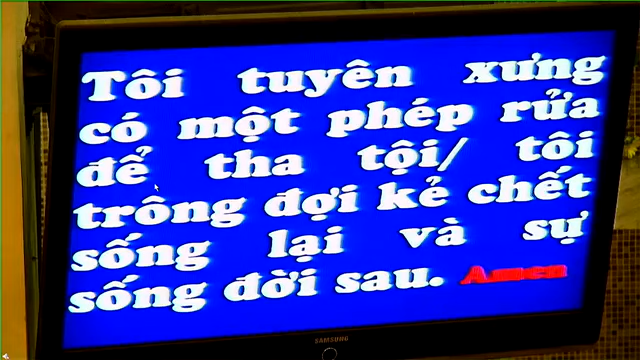 Tôi tuyên xưng
có một phép rửa
để tha tội/ tôi
trông đợi kẻ chết
sống lại và sự
sống đời sau. Amen
SAMSUNG